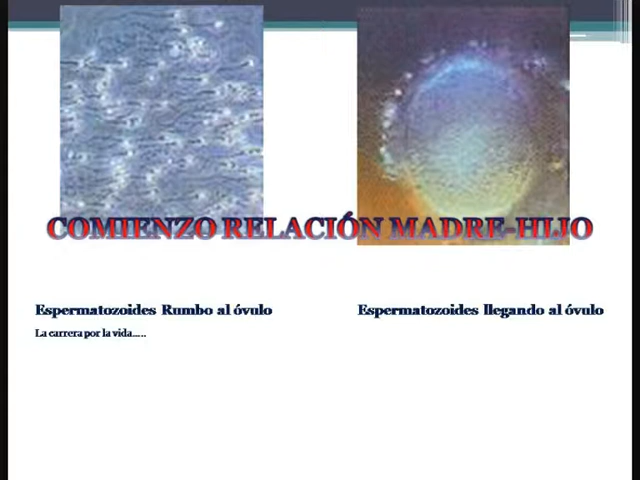 COMIENZO RELACIÓN MADRE-HIJO
Espermatozoides Rumbo al óvulo
La carrera por la vida.....
Espermatozoides llegando al óvulo